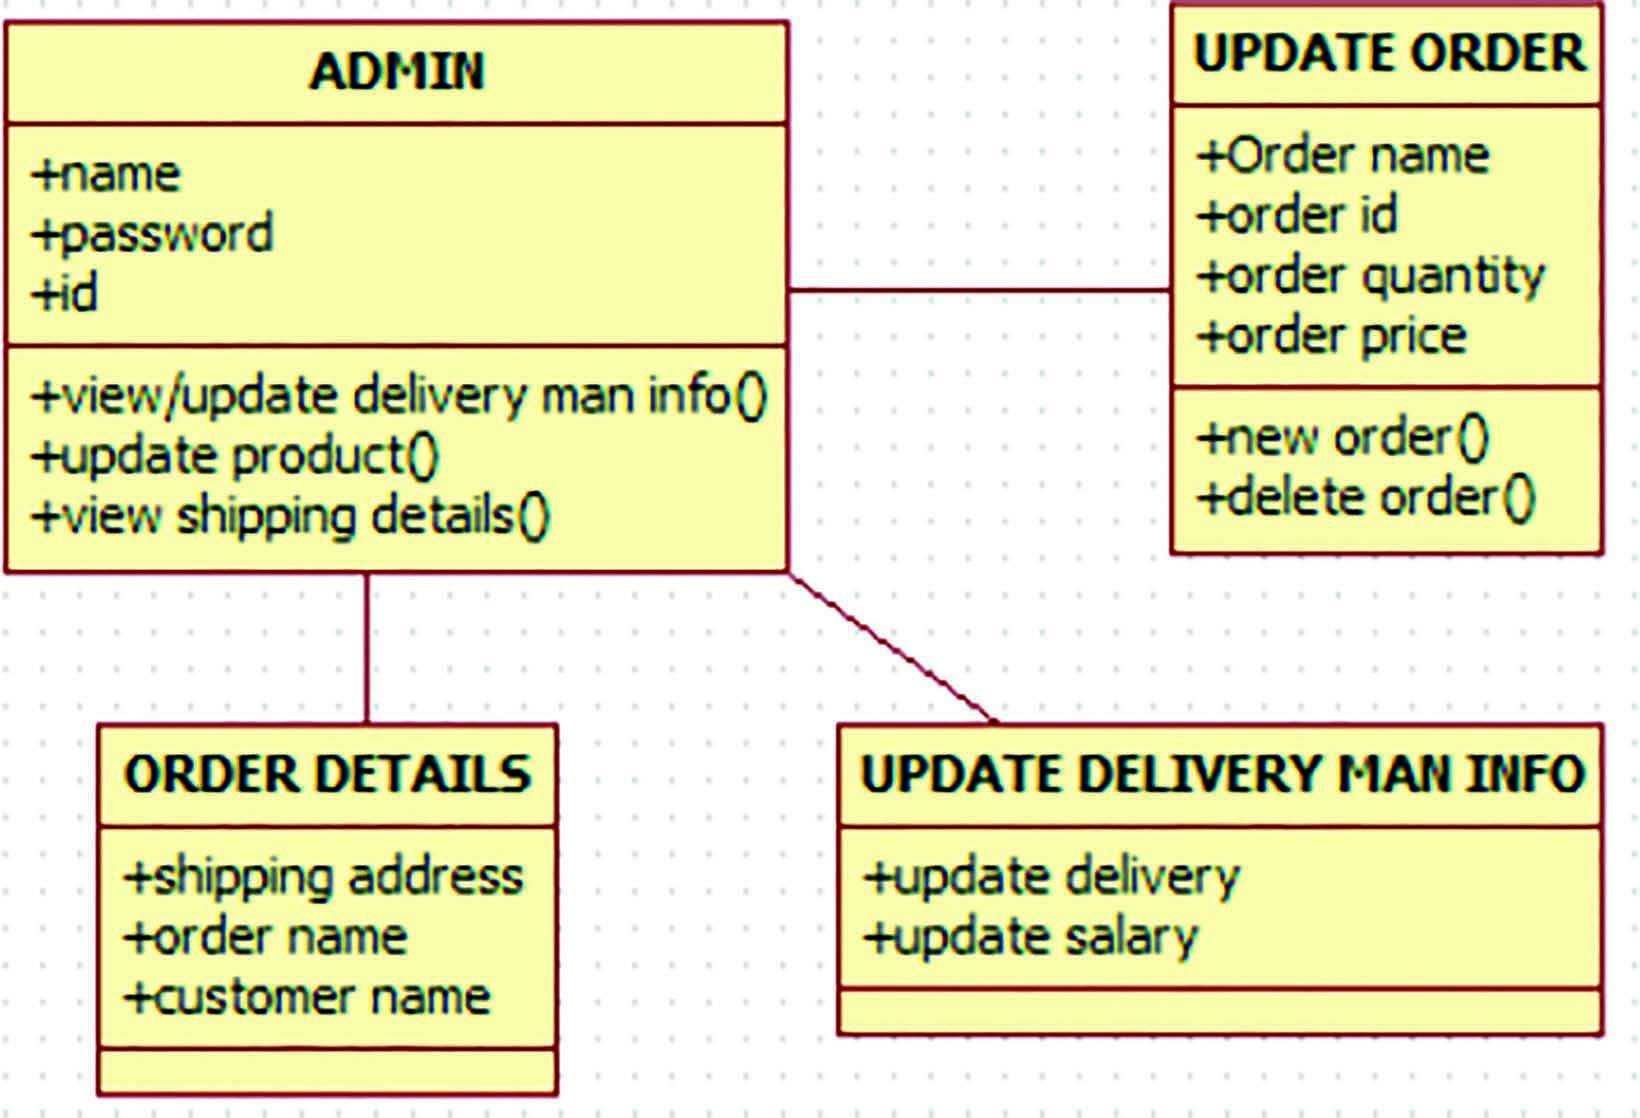 ADMIN
+name
+password
+id
+view/update delivery man info()
+update product()
+view shipping details()
UPDATE ORDER
+Order name
+order id
+order quantity
+order price
+new order()
+delete order()
ORDER DETAILS
+shipping address
+order name
+customer name
UPDATE DELIVERY MAN INFO
+update delivery
+update salary